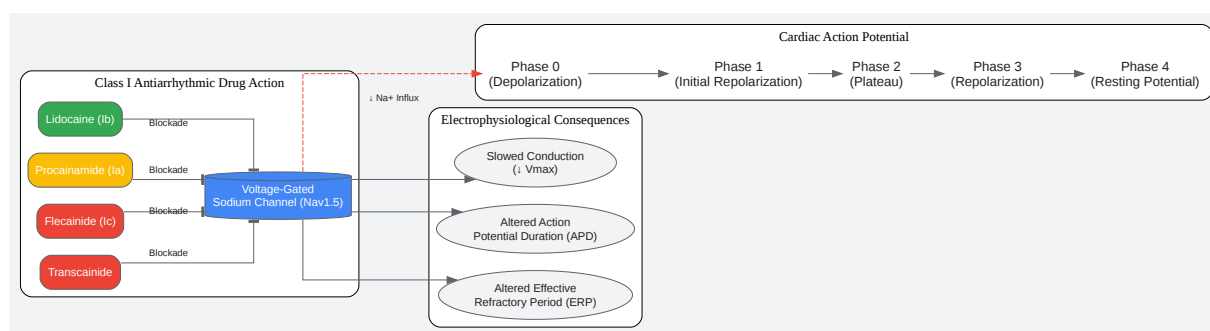 Cardiac Action Potential
Phase 0
(Depolarization)
Phase 1
(Initial Repolarization)
Phase 2
(Plateau)
Phase 3
(Repolarization)
Phase 4
(Resting Potential)
Class I Antiarrhythmic Drug Action
Lidocaine (Ib)
Blockade
Procainamide (Ia)
Blockade
Flecainide (Ic)
Blockade
Transcainide
Blockade
Voltage-Gated
Sodium Channel (Nav1.5)
↓ Na+ Influx
Electrophysiological Consequences
Slowed Conduction
(↓ Vmax)
Altered Action
Potential Duration (APD)
Altered Effective
Refractory Period (ERP)